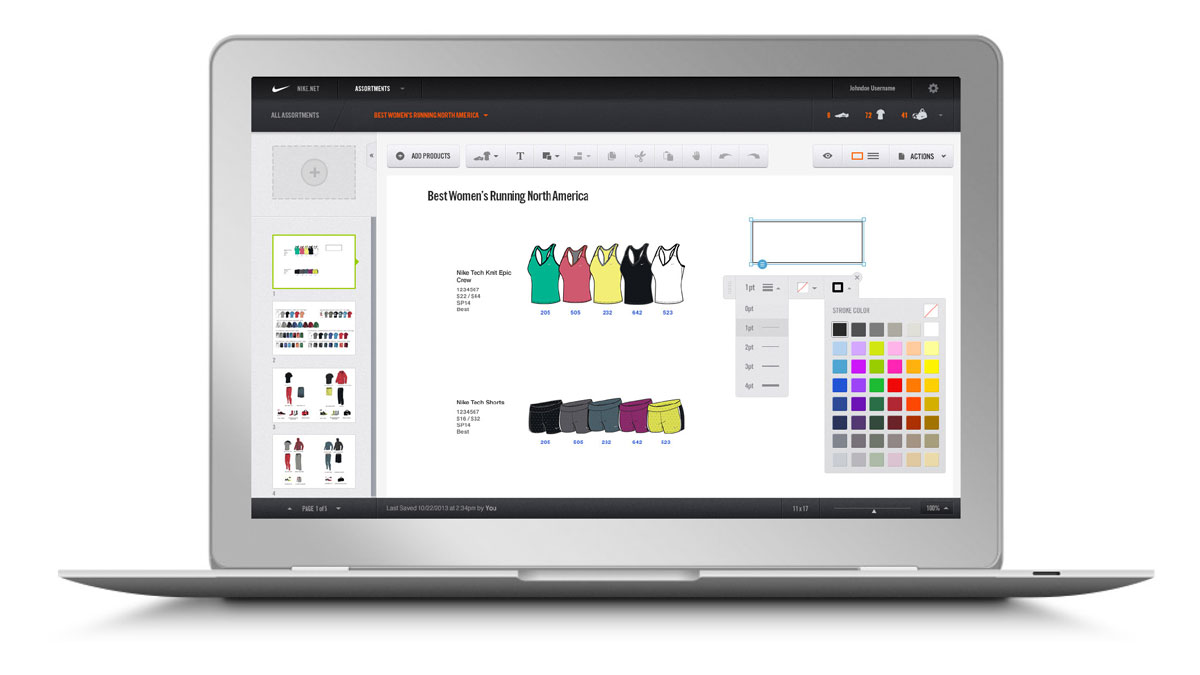 NIKE.NET
ASSORTMENTS
Johndoe Username
ALL ASSORTMENTS
BEST WOMEN'S RUNNING NORTH AMERICA
72
41
ADD PRODUCTS
T
ACTIONS
Best Women's Running North America
Nike Tech Knit Epic
Crew
1234567
$22 / $44
SP14
Best
205 505 232 642 523
1pt
0pt
1pt
2pt
3pt
4pt
STROKE COLOR
Nike Tech Shorts
1234567
$16 / $32
SP14
Best
205 505 232 642 523
1
2
3
4
PAGE 1 of 1
Last Saved 10/22/2013 at 2:34pm by You
11 x 17
100%